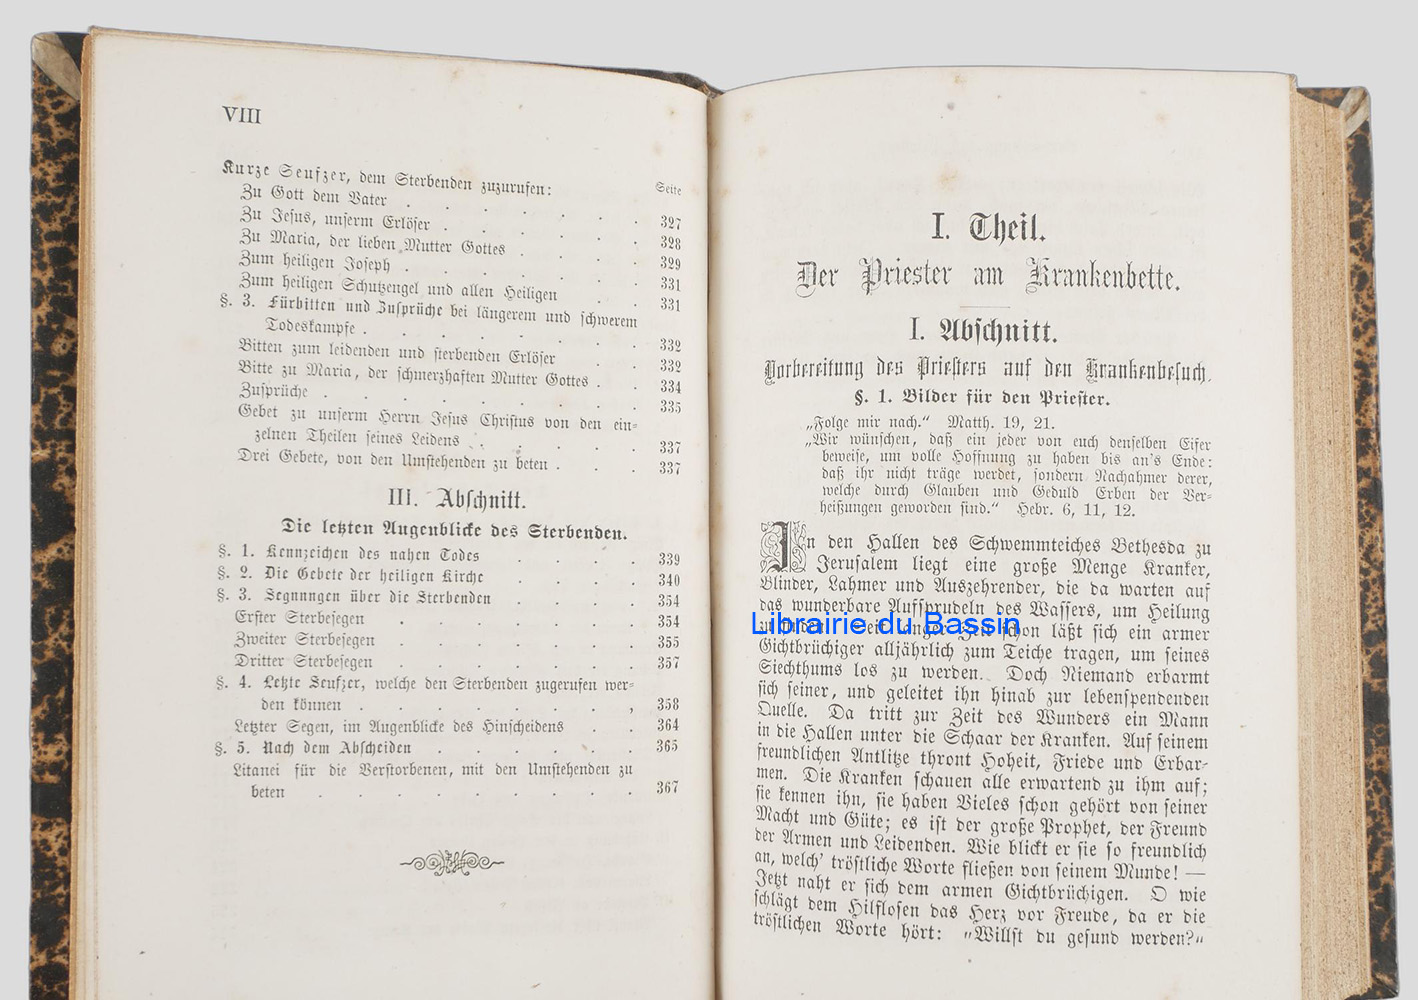 VIII
Kurze Seufzer, dem Sterbenden zuzurufen: Seite
Zu Gott dem Vater . . . . . . . 327
Zu Jesus, unserm Erlöser . . . . . . 328
Zu Maria, der lieben Mutter Gottes . . . . 329
Zum heiligen Joseph . . . . . . . 331
Zum heiligen Schutzengel und allen Heiligen . . 331
§. 3. Fürbitten und Zusprüche bei längerem und schwerem
Todeskampfe . . . . . . . . 332
Bitten zum leidenden und sterbenden Erlöser . . 332
Bitte zu Maria, der schmerzhaften Mutter Gottes . . 334
Zusprüche . . . . . . . . . 335
Gebet zu unserm Herrn Jesus Christus von den ein=
zelnen Theilen seines Leidens . . . . . 337
Drei Gebete, von den Umstehenden zu beten . . . 337
III. Abschnitt.
Die letzten Augenblicke des Sterbenden.
§. 1. Kennzeichen des nahen Todes . . . . 339
§. 2. Die Gebete der heiligen Kirche . . . . 340
§. 3. Segnungen über die Sterbenden . . . . 354
Erster Sterbesegen . . . . . . . 354
Zweiter Sterbesegen . . . . . . . 355
Dritter Sterbesegen . . . . . . . 357
§. 4. Letzte Seufzer, welche den Sterbenden zugerufen wer=
den können . . . . . . . , 358
Letzter Segen, im Augenblicke des Hinscheidens . . 364
§. 5. Nach dem Abscheiden . . . . . . 365
Litanei für die Verstorbenen, mit den Umstehenden zu
beten . . . . . . . . . 367
I. Theil.
Der Priester am Krankenbette.
I. Abschnitt.
Vorbereitung des Priesters auf den Krankenbesuch.
§. 1. Bilder für den Priester.
„Folge mir nach.“ Matth. 19, 21.
„Wir wünschen, daß ein jeder von euch denselben Eifer
beweise, um volle Hoffnung zu haben bis an's Ende:
daß ihr nicht träge werdet, sondern Nachahmer derer,
welche durch Glauben und Geduld Erben der Ver=
heißungen geworden sind.“ Hebr. 6, 11, 12.
In den Hallen des Schwemmteiches Bethesda zu
Jerusalem liegt eine große Menge Kranker,
Blinder, Lahmer und Auszehrender, die da warten auf
das wunderbare Aufsprudeln des Wassers, um Heilung
zu finden. Seit langer Zeit schon läßt sich ein armer
Librairie du Bassin
Gichtbrüchiger alljährlich zum Teiche tragen, um seines
Siechthums los zu werden. Doch Niemand erbarmt
sich seiner, und geleitet ihn hinab zur lebenspendenden
Quelle. Da tritt zur Zeit des Wunders ein Mann
in die Hallen unter die Schaar der Kranken. Auf seinem
freundlichen Antlitze thront Hoheit, Friede und Erbar=
men. Die Kranken schauen alle erwartend zu ihm auf;
sie kennen ihn, sie haben Vieles schon gehört von seiner
Macht und Güte; es ist der große Prophet, der Freund
der Armen und Leidenden. Wie blickt er sie so freundlich
an, welch' tröstliche Worte fließen von seinem Munde! —
Jetzt naht er sich dem armen Gichtbrüchigen. O wie
schlägt dem Hilflosen das Herz vor Freude, da er die
tröstlichen Worte hört: „Willst du gesund werden?“